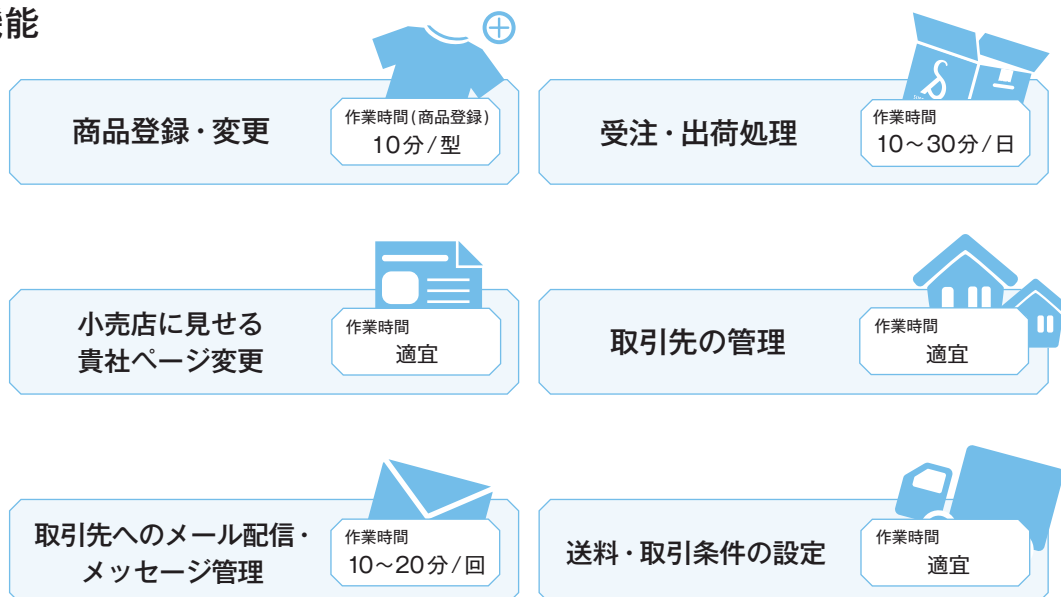 機能
商品登録・変更
作業時間(商品登録)
10分/型
受注・出荷処理
作業時間
10～30分/日
小売店に見せる
貴社ページ変更
作業時間
適宜
取引先の管理
作業時間
適宜
取引先へのメール配信・
メッセージ管理
作業時間
10～20分/回
送料・取引条件の設定
作業時間
適宜